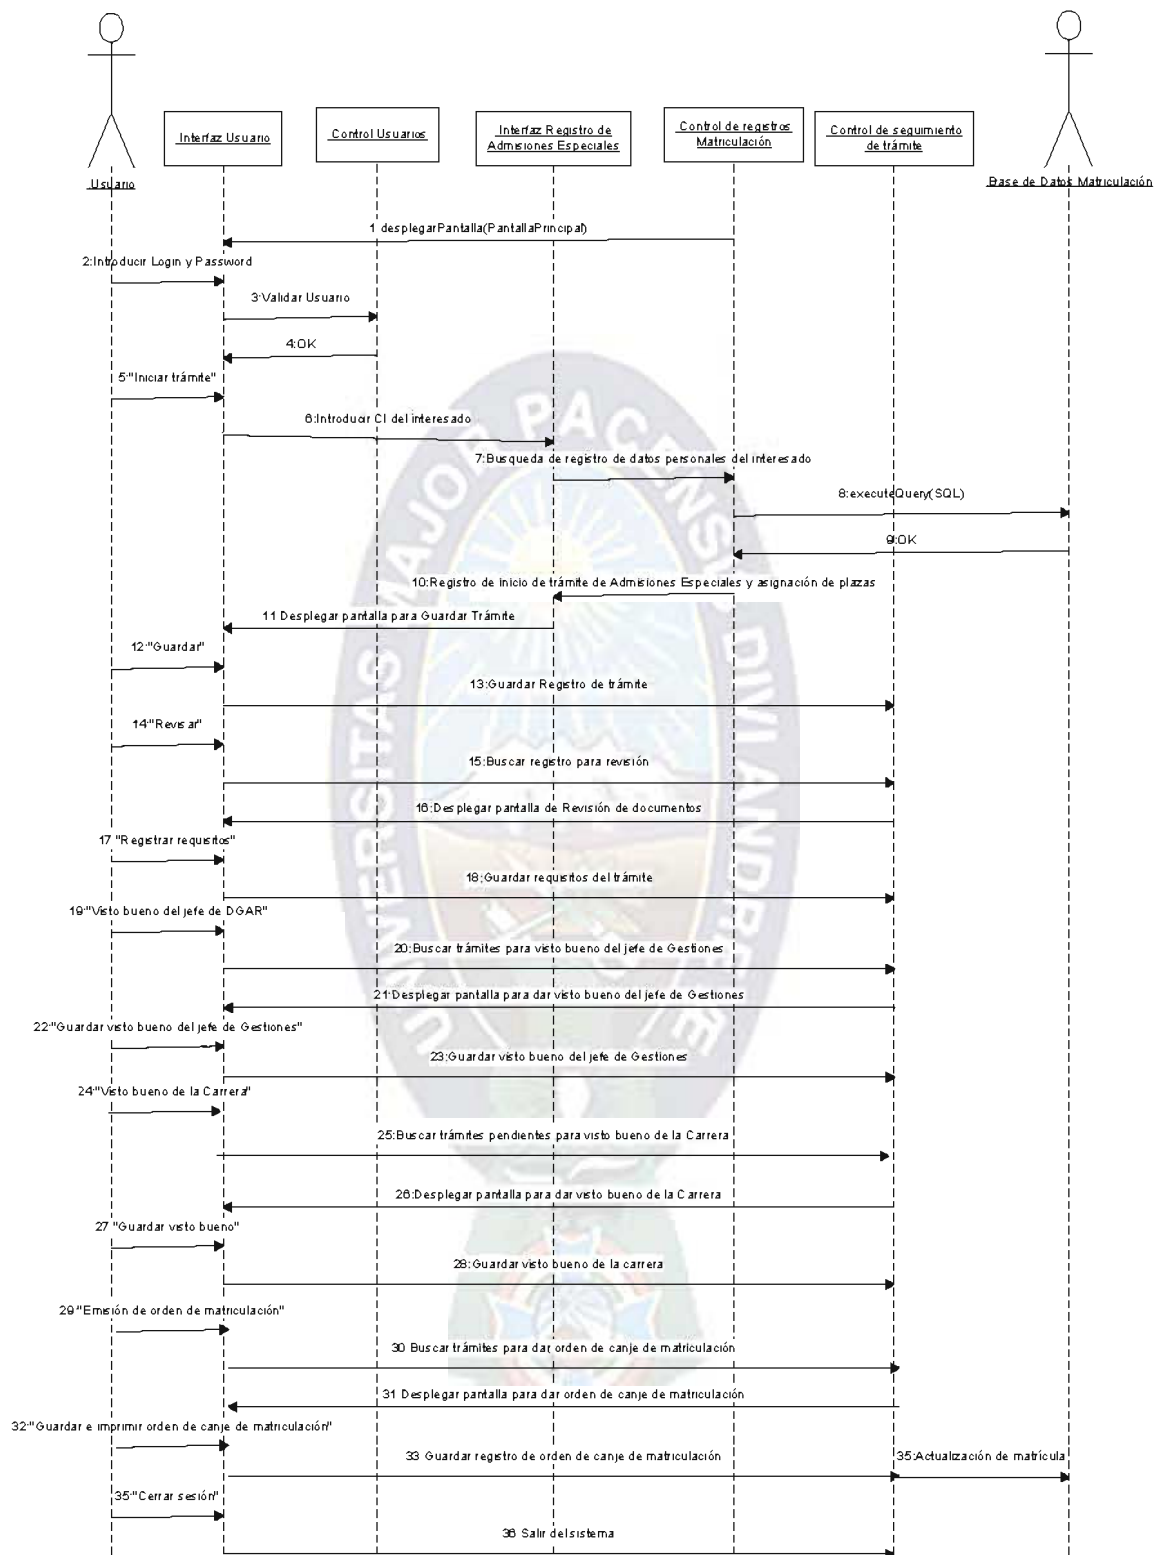 Interfaz Usuario
Control Usuarios
Interfaz Registro de
Admisiones Especiales
Control de registros
Matriculación
Control de seguimiento
de trámite
Usuario
Base de Datos Matriculación
1 desplegarPantalla(PantallaPrincipal)
2:Introducir Login y Password
3:Validar Usuario
4:OK
5:"Iniciar trámite"
6:Introducir CI del interesado
7:Busqueda de registro de datos personales del interesado
8:executeQuery(SQL)
9:OK
10:Registro de inicio de trámite de Admisiones Especiales y asignación de plazas
11 Desplegar pantalla para Guardar Trámite
12:"Guardar"
13:Guardar Registro de trámite
14:"Revisar"
15:Buscar registro para revisión
16:Desplegar pantalla de Revisión de documentos
17 "Registrar requisitos"
18:Guardar requisitos del trámite
19:"Visto bueno del jefe de DGAR"
20:Buscar trámites para visto bueno del jefe de Gestiones
21:Desplegar pantalla para dar visto bueno del jefe de Gestiones
22:"Guardar visto bueno del jefe de Gestiones"
23:Guardar visto bueno del jefe de Gestiones
24:"Visto bueno de la Carrera"
25:Buscar trámites pendientes para visto bueno de la Carrera
26:Desplegar pantalla para dar visto bueno de la Carrera
27 "Guardar visto bueno"
28:Guardar visto bueno de la carrera
29:"Emisión de orden de matriculación"
30 Buscar trámites para dar orden de canje de matriculación
31 Desplegar pantalla para dar orden de canje de matriculación
32:"Guardar e imprimir orden de canje de matriculación"
33 Guardar registro de orden de canje de matriculación
35:Actualización de matrícula
35:"Cerrar sesión"
36 Salir del sistema
UNIVERSITAS MAJOR PACENSIS DIVI ANDREÆ